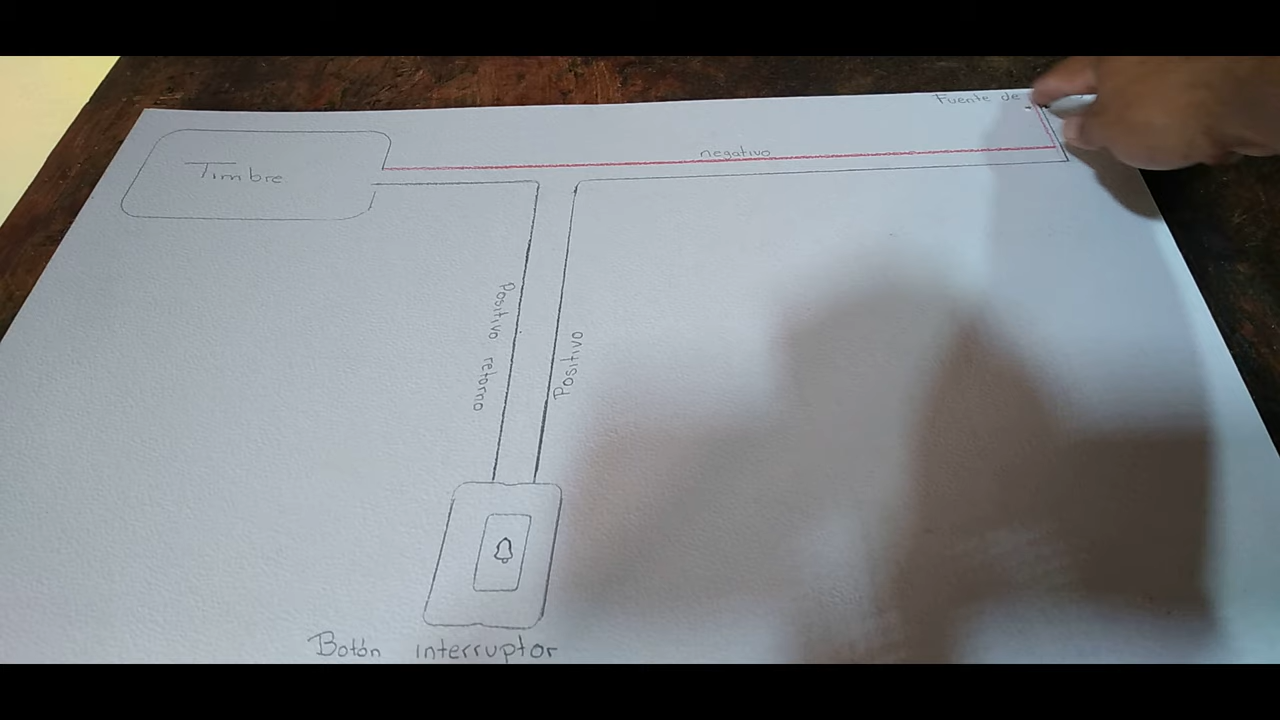 Fuente de
-
Timbre
negativo
Positivo retorno
Positivo
Botón interruptor